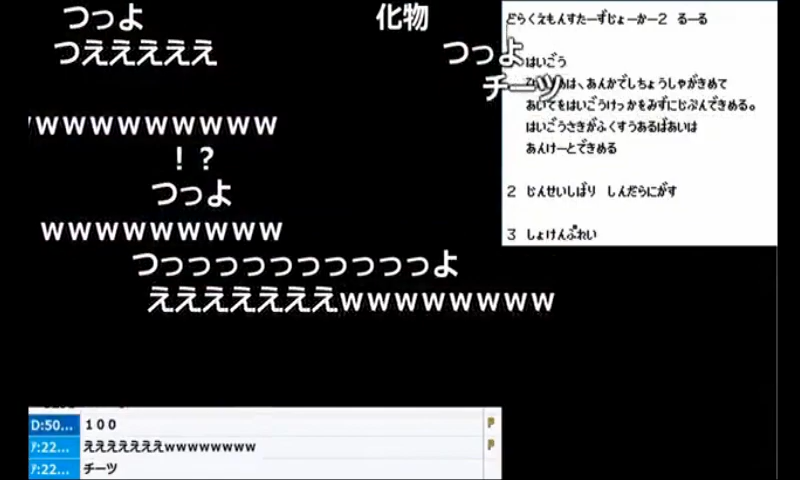 つっよ
化物
つえええええ
つっよ
チーツ
wwwwwwwwww
！？
つっよ
wwwwwwwww
つっっっっっっっっっっよ
えええええええwwwwwwww
どらくえもんすたーずじょーかー2 るーる
はいごう
は、あんかでしちょうしゃがきめて
あいてをはいごうけっかをみずにじぶんできめる。
はいごうさきがふくすうあるばあいは
あんけーとできめる
2 じんせいしばり しんだらにがす
3 しょけんぷれい
D:50... 100 P
ｱ:22... えええええええwwwwwwww P
ｱ:22... チーツ